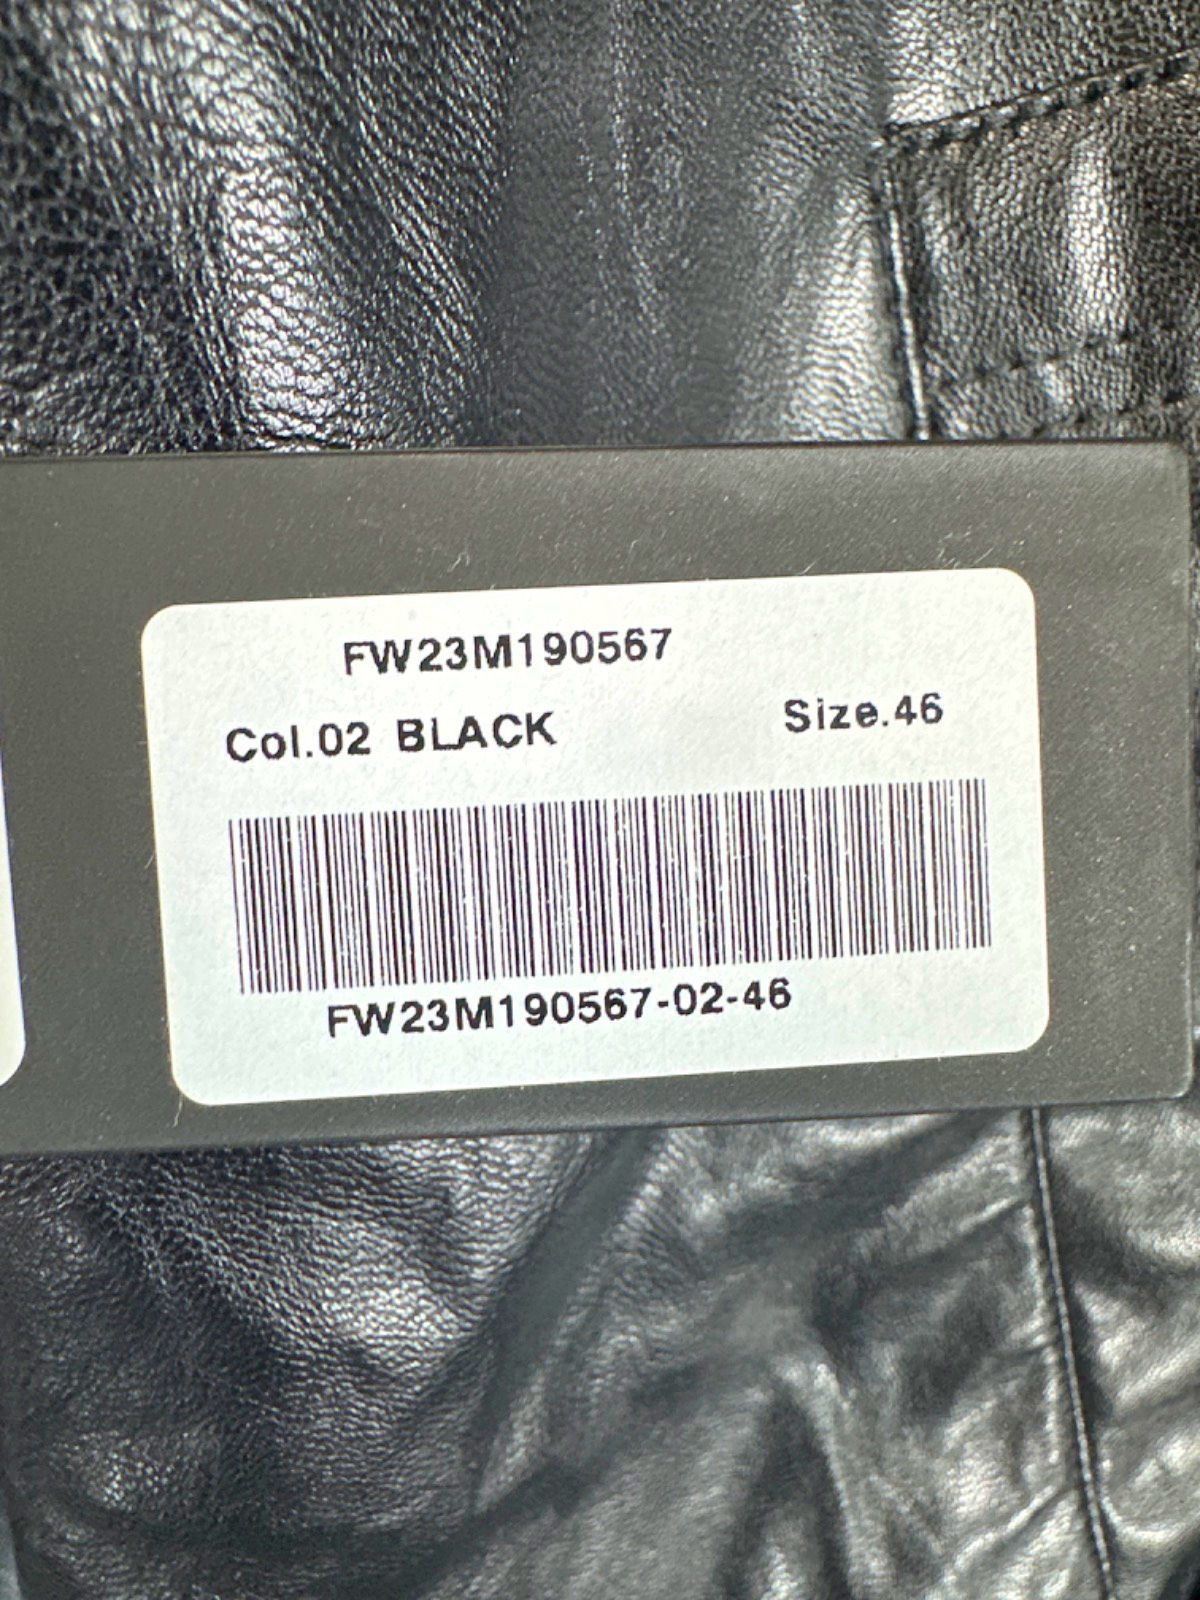 FW23M190567
Col.02 BLACK Size.46
FW23M190567-02-46